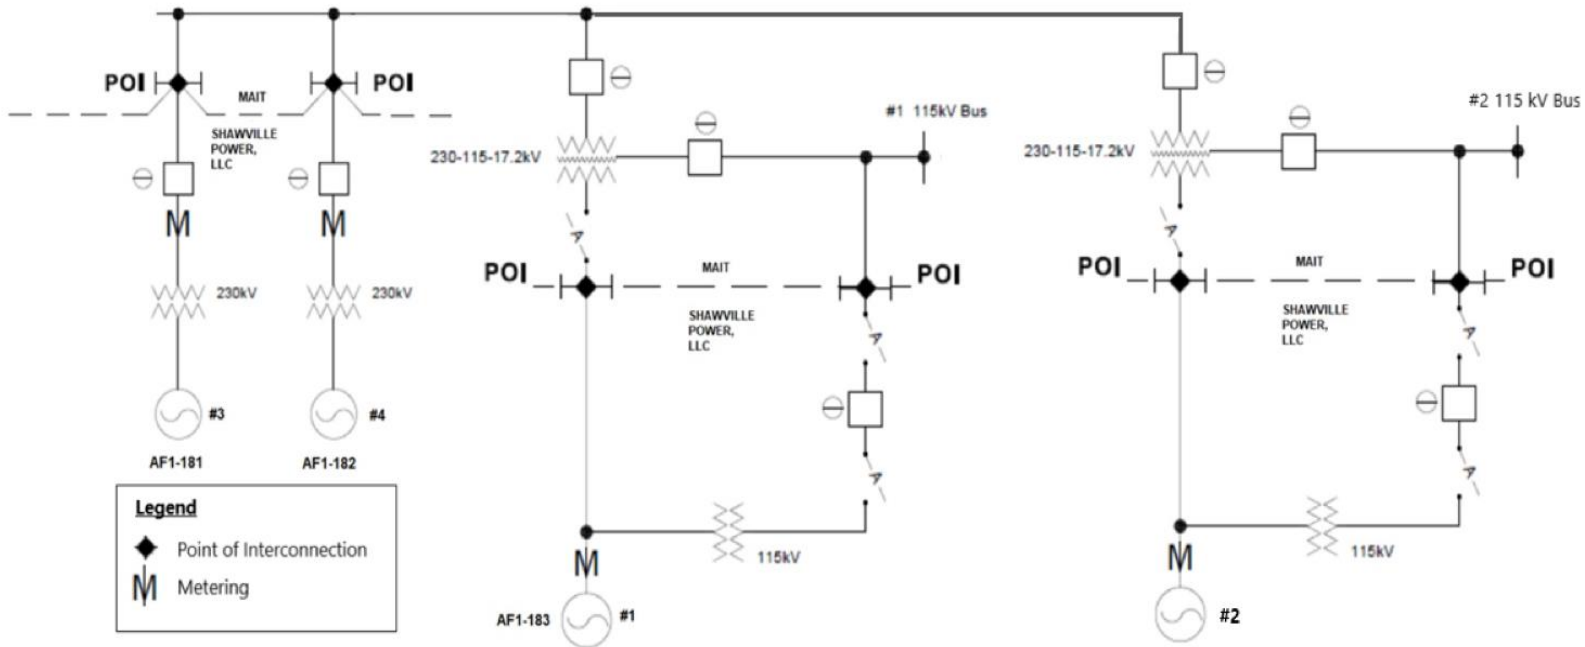 POI
POI
MAIT
SHAWVILLE
POWER,
LLC
M
M
230kV
230kV
#3
#4
AF1-181
AF1-182
Legend
Point of Interconnection
M
Metering
230-115-17.2kV
#1 115kV Bus
A
POI
MAIT
POI
SHAWVILLE
POWER,
LLC
A
A
115kV
M
AF1-183
#1
230-115-17.2kV
#2 115 kV Bus
A
POI
MAIT
POI
SHAWVILLE
POWER,
LLC
A
A
115kV
M
#2